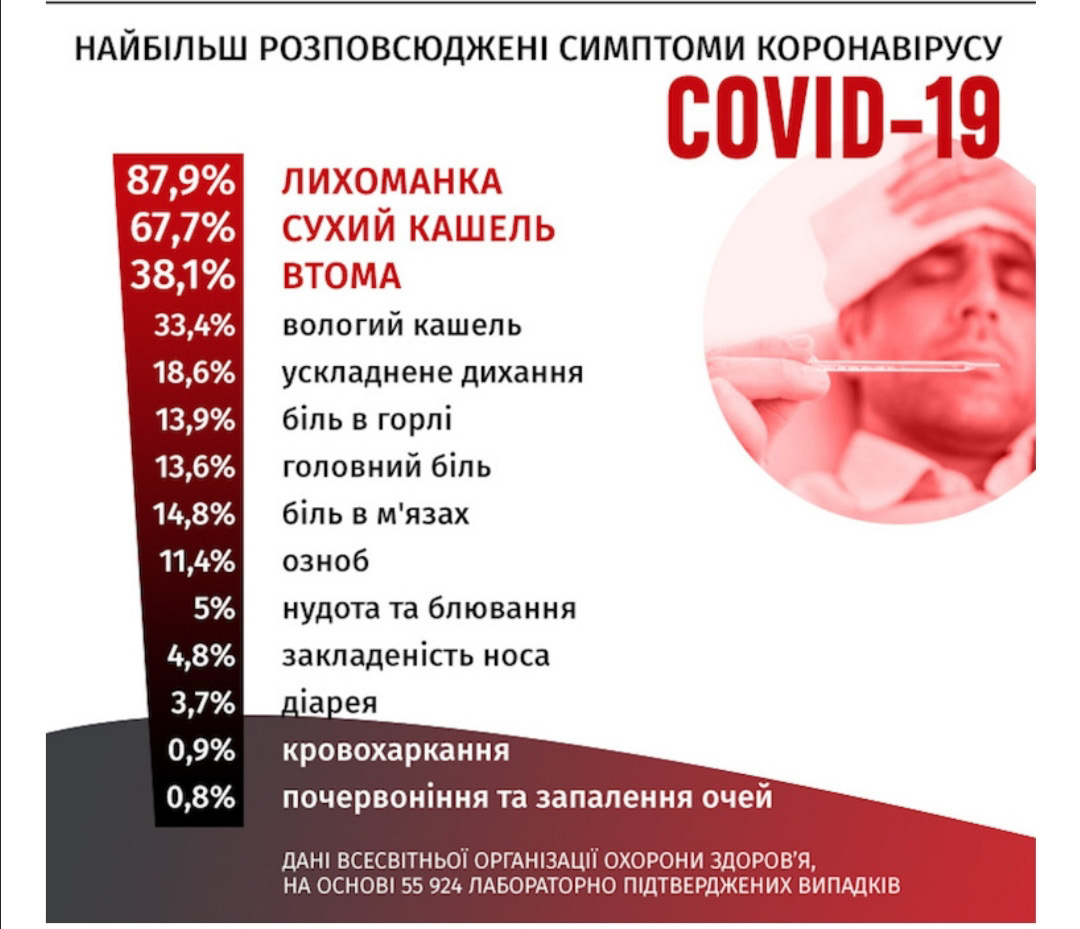 НАЙБІЛЬШ РОЗПОВСЮДЖЕНІ СИМПТОМИ КОРОНАВІРУСУ
COVID-19
87,9% ЛИХОМАНКА
67,7% СУХИЙ КАШЕЛЬ
38,1% ВТОМА
33,4% вологий кашель
18,6% ускладнене дихання
13,9% біль в горлі
13,6% головний біль
14,8% біль в м'язах
11,4% озноб
5% нудота та блювання
4,8% закладеність носа
3,7% діарея
0,9% кровохаркання
0,8% почервоніння та запалення очей
ДАНІ ВСЕСВІТНЬОЇ ОРГАНІЗАЦІЇ ОХОРОНИ ЗДОРОВ'Я,
НА ОСНОВІ 55 924 ЛАБОРАТОРНО ПІДТВЕРДЖЕНИХ ВИПАДКІВ